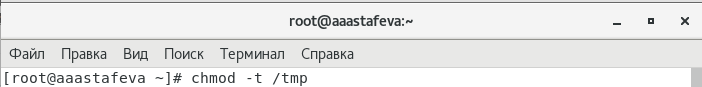 root@aaastafeva:~
Файл Правка Вид Поиск Терминал Справка
[root@aaastafeva ~]# chmod -t /tmp